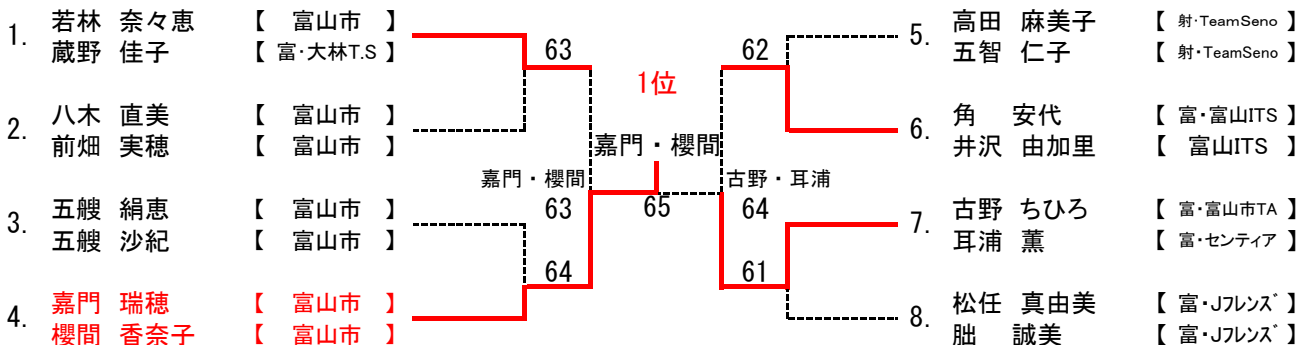 1. 若林 奈々恵 【 富山市 】
蔵野 佳子 【 富・大林T.S 】
2. 八木 直美 【 富山市 】
前畑 実穂 【 富山市 】
3. 五艘 絹恵 【 富山市 】
五艘 沙紀 【 富山市 】
4. 嘉門 瑞穂 【 富山市 】
櫻間 香奈子 【 富山市 】
63
62
1位
嘉門・櫻間
嘉門・櫻間
古野・耳浦
63
65
64
64
61
5. 高田 麻美子 【 射・TeamSeno 】
五智 仁子 【 射・TeamSeno 】
6. 角 安代 【 富・富山ITS 】
井沢 由加里 【 富山ITS 】
7. 古野 ちひろ 【 富・富山市TA 】
耳浦 薫 【 富・センティア 】
8. 松任 真由美 【 富・Jフレンズ 】
朏 誠美 【 富・Jフレンズ 】